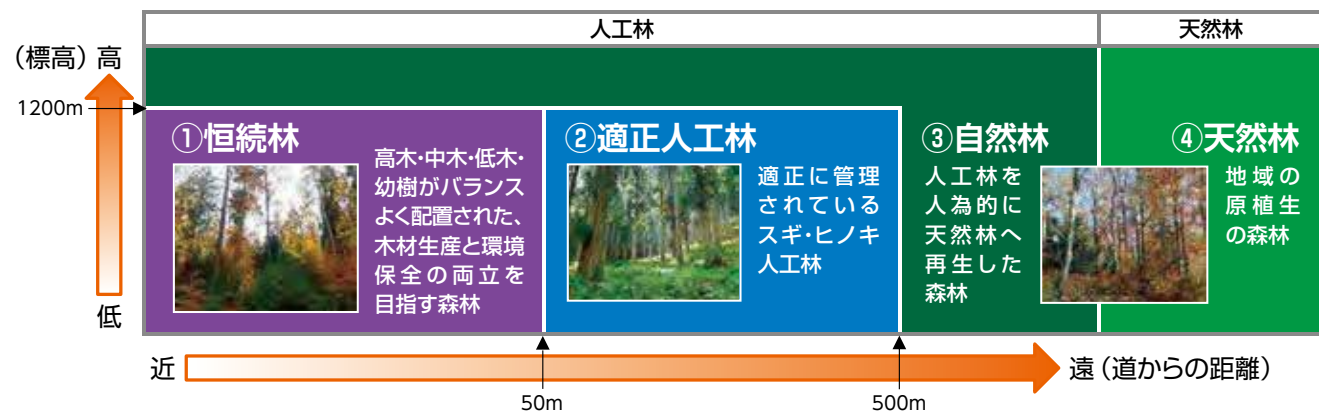 人工林
天然林
(標高)高
1200m
低
①恒続林
高木・中木・低木・
幼樹がバランス
よく配置された、
木材生産と環境
保全の両立を
目指す森林
②適正人工林
適正に管理
されている
スギ・ヒノキ
人工林
③自然林
人工林を
人為的に
天然林へ
再生した
森林
④天然林
地域の
原植生
の森林
近
遠(道からの距離)
50m
500m